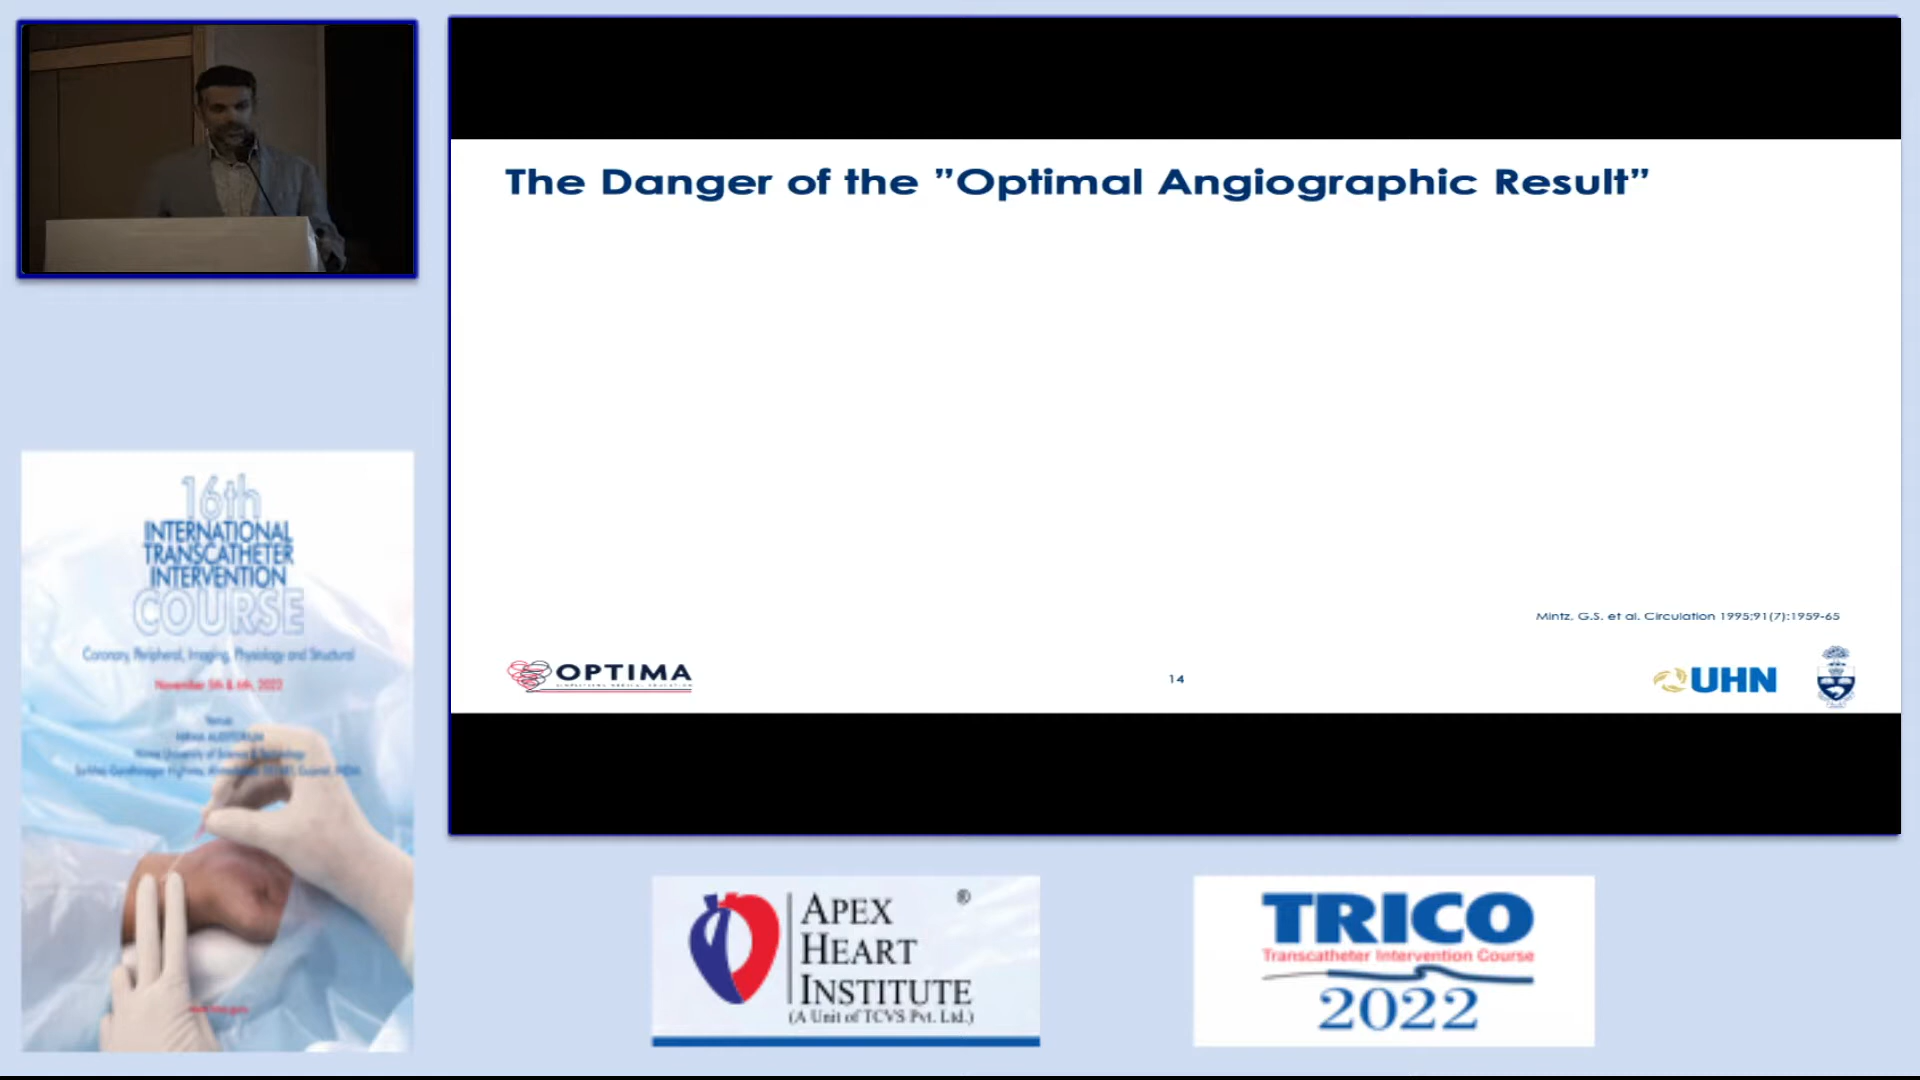 The Danger of the ”Optimal Angiographic Result”
Mintz, G.S. et al. Circulation 1995;91(7):1959-65
OPTIMA
14
UHN
16th
INTERNATIONAL
TRANSCATHETER
INTERVENTION
COURSE
Coronary, Peripheral, Imaging, Physiology and Structural
November 5th & 6th, 2022
Venue
APEX
HEART
INSTITUTE
®
(A Unit of TCVS Pvt. Ltd.)
TRICO
Transcatheter Intervention Course
2022